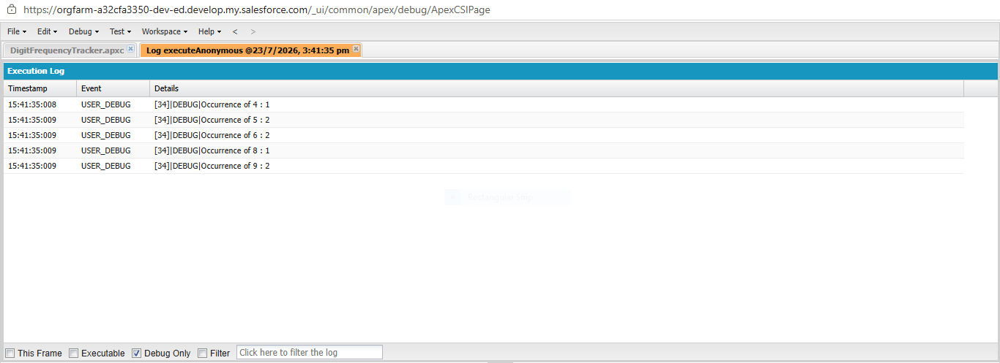 https://orgfarm-a32cfa3350-dev-ed.develop.my.salesforce.com/_ui/common/apex/debug/ApexCSIPage
File Edit Debug Test Workspace Help < >
DigitFrequencyTracker.apxc Log executeAnonymous @23/7/2026, 3:41:35 pm
Execution Log
Timestamp Event Details
15:41:35:008 USER_DEBUG [34]|DEBUG|Occurrence of 4 : 1
15:41:35:009 USER_DEBUG [34]|DEBUG|Occurrence of 5 : 2
15:41:35:009 USER_DEBUG [34]|DEBUG|Occurrence of 6 : 2
15:41:35:009 USER_DEBUG [34]|DEBUG|Occurrence of 8 : 1
15:41:35:009 USER_DEBUG [34]|DEBUG|Occurrence of 9 : 2
Rectangular Snip
This Frame Executable Debug Only Filter Click here to filter the log